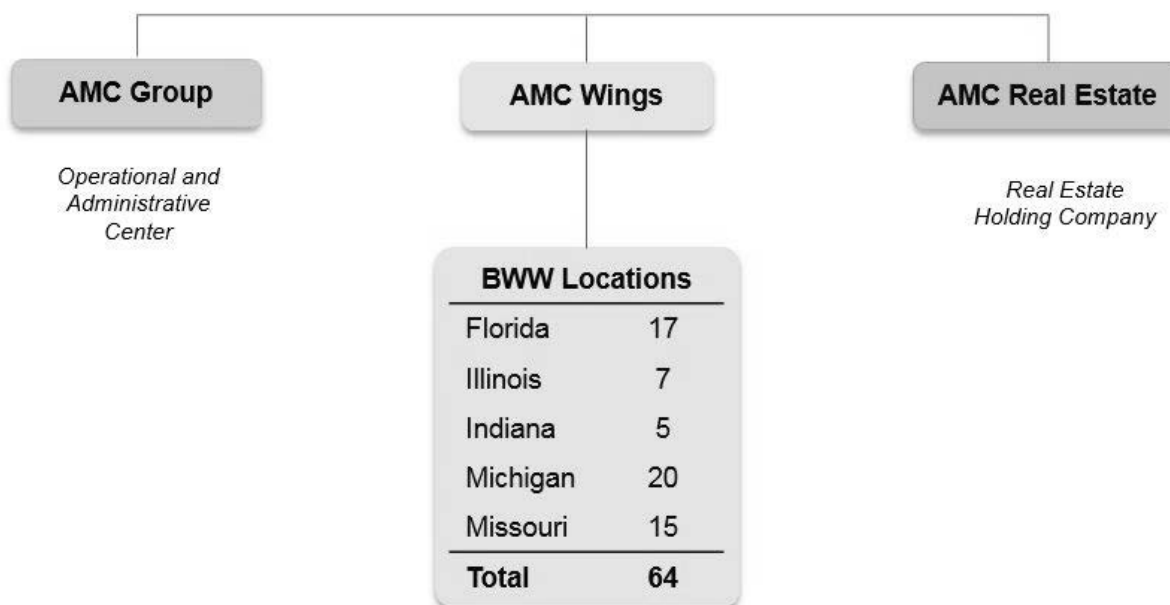 AMC Group
AMC Wings
AMC Real Estate
Operational and
Administrative
Center
Real Estate
Holding Company
BWW Locations
Florida 17
Illinois 7
Indiana 5
Michigan 20
Missouri 15
Total 64